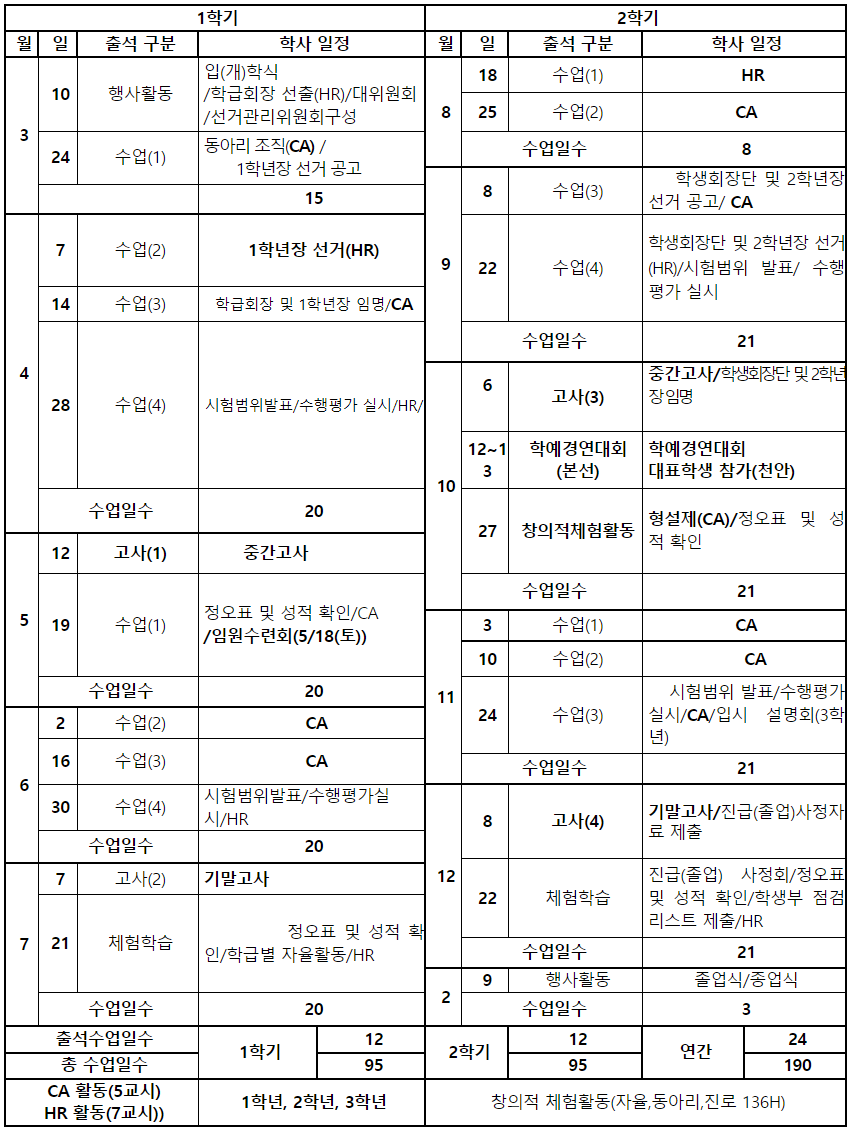 1학기
월 일 출석 구분 학사 일정
3
10 행사활동
입(개)학식
/학급회장 선출(HR)/대위원회
/선거관리위원회구성
24 수업(1)
동아리 조직(CA) /
1학년장 선거 공고
15
4
7 수업(2) 1학년장 선거(HR)
14 수업(3) 학급회장 및 1학년장 임명/CA
28 수업(4) 시험범위발표/수행평가 실시/HR/
수업일수 20
5
12 고사(1) 중간고사
19 수업(1)
정오표 및 성적 확인/CA
/임원수련회(5/18(토))
수업일수 20
6
2 수업(2) CA
16 수업(3) CA
30 수업(4)
시험범위발표/수행평가실
시/HR
수업일수 20
7
7 고사(2) 기말고사
21 체험학습
정오표 및 성적 확
인/학급별 자율활동/HR
수업일수 20
2학기
월 일 출석 구분 학사 일정
8
18 수업(1) HR
25 수업(2) CA
수업일수 8
9
8 수업(3)
학생회장단 및 2학년장
선거 공고/ CA
22 수업(4)
학생회장단 및 2학년장 선거
(HR)/시험범위 발표/ 수행
평가 실시
수업일수 21
10
6 고사(3)
중간고사/학생회장단 및 2학년
장임명
12~1
3
학예경연대회
(본선)
학예경연대회
대표학생 참가(천안)
27 창의적체험활동
형설제(CA)/정오표 및 성
적 확인
수업일수 21
11
3 수업(1) CA
10 수업(2) CA
24 수업(3)
시험범위 발표/수행평가
실시/CA/입시 설명회(3학
년)
수업일수 21
12
8 고사(4)
기말고사/진급(졸업)사정자
료 제출
22 체험학습
진급(졸업) 사정회/정오표
및 성적 확인/학생부 점검
리스트 제출/HR
수업일수 21
2
9 행사활동 졸업식/종업식
수업일수 3
출석수업일수 1학기 12 2학기 12 연간 24
총 수업일수 95 95 190
CA 활동(5교시)
HR 활동(7교시))
1학년, 2학년, 3학년
창의적 체험활동(자율,동아리,진로 136H)